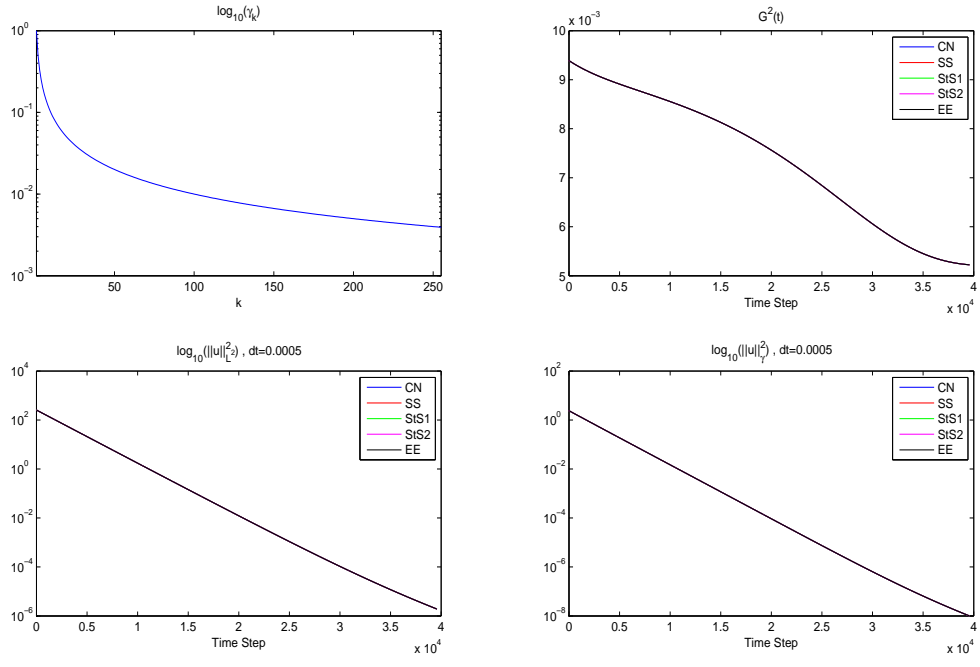 log10(γk)
10^0
10^-1
10^-2
10^-3
50
100
150
200
250
k
G^2(t)
x 10^-3
10
9
8
7
6
5
CN
SS
StS1
StS2
EE
0
0.5
1
1.5
2
2.5
3
3.5
4
x 10^4
Time Step
log10(||u||^2_L2) , dt=0.0005
10^4
10^2
10^0
10^-2
10^-4
10^-6
CN
SS
StS1
StS2
EE
0
0.5
1
1.5
2
2.5
3
3.5
4
x 10^4
Time Step
log10(||u||^2_γ) , dt=0.0005
10^2
10^0
10^-2
10^-4
10^-6
10^-8
CN
SS
StS1
StS2
EE
0
0.5
1
1.5
2
2.5
3
3.5
4
x 10^4
Time Step